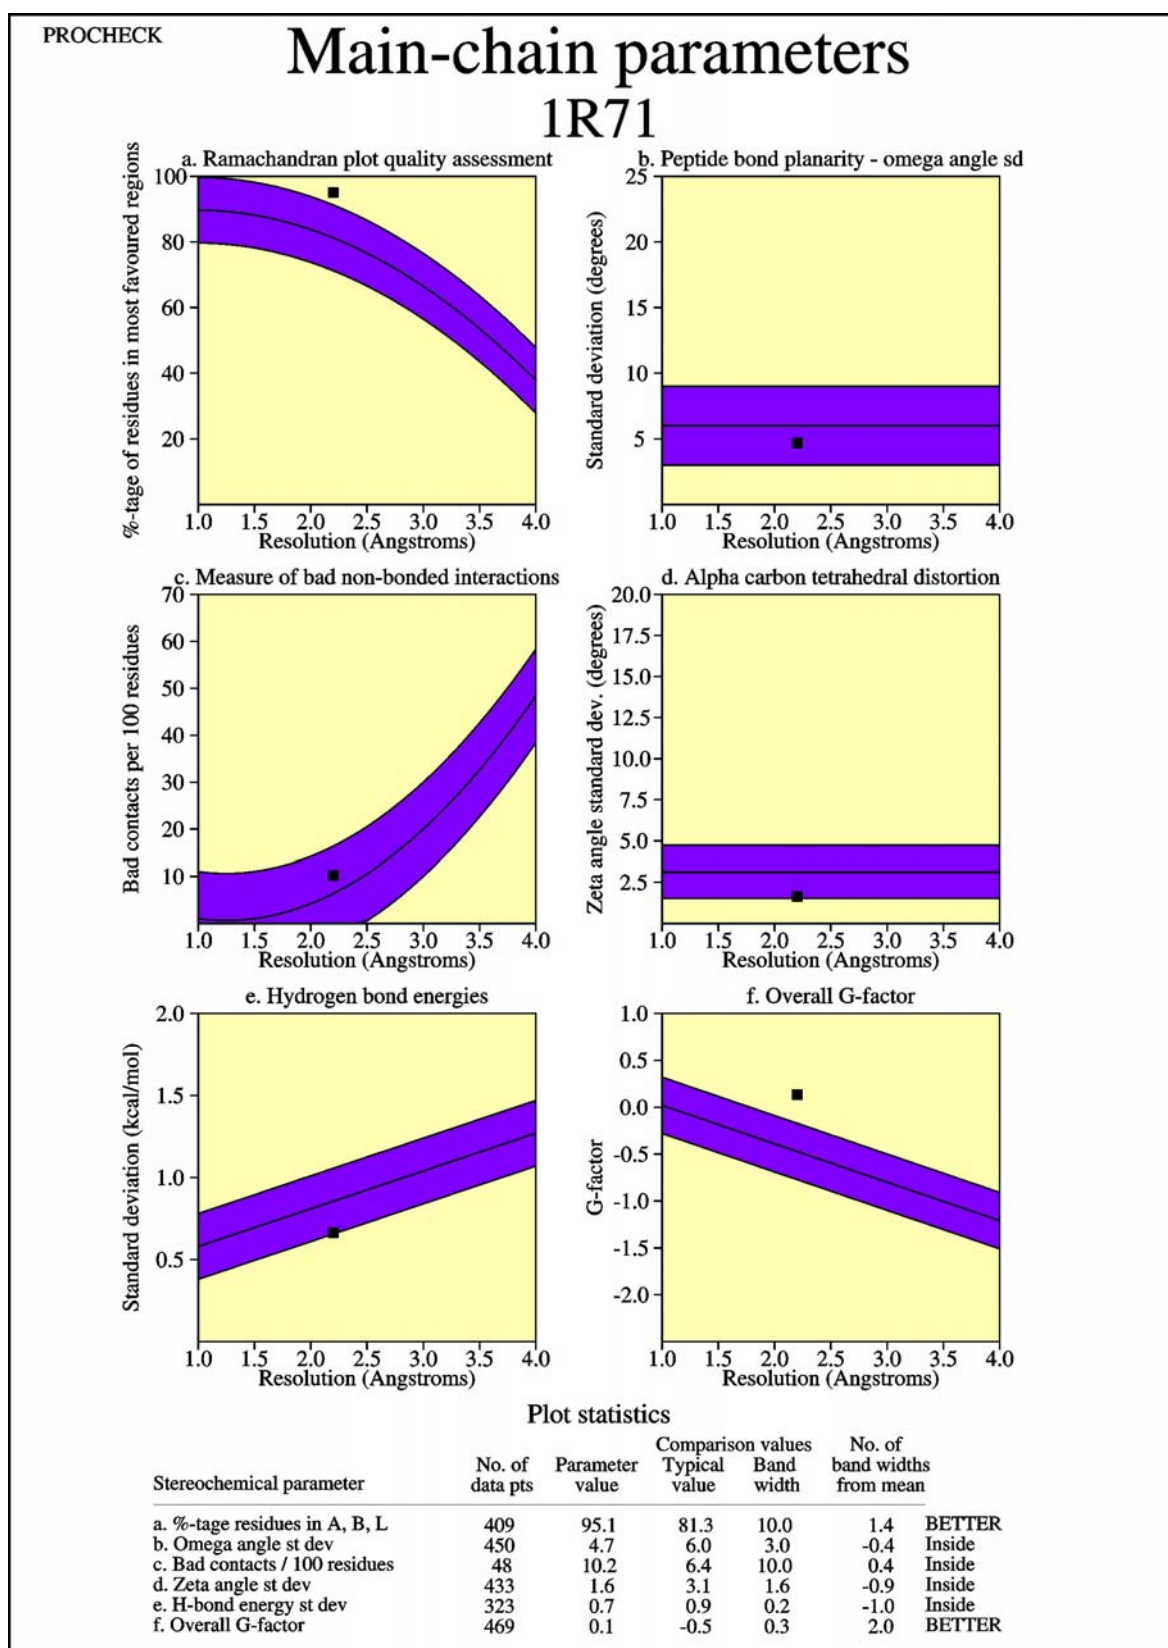 PROCHECK
Main-chain parameters
1R71
a. Ramachandran plot quality assessment
%-tage of residues in most favoured regions
100
80
60
40
20
1.0 1.5 2.0 2.5 3.0 3.5 4.0
Resolution (Angstroms)
b. Peptide bond planarity - omega angle sd
Standard deviation (degrees)
25
20
15
10
5
1.0 1.5 2.0 2.5 3.0 3.5 4.0
Resolution (Angstroms)
c. Measure of bad non-bonded interactions
Bad contacts per 100 residues
70
60
50
40
30
20
10
1.0 1.5 2.0 2.5 3.0 3.5 4.0
Resolution (Angstroms)
d. Alpha carbon tetrahedral distortion
Zeta angle standard dev. (degrees)
20.0
17.5
15.0
12.5
10.0
7.5
5.0
2.5
1.0 1.5 2.0 2.5 3.0 3.5 4.0
Resolution (Angstroms)
e. Hydrogen bond energies
Standard deviation (kcal/mol)
2.0
1.5
1.0
0.5
1.0 1.5 2.0 2.5 3.0 3.5 4.0
Resolution (Angstroms)
f. Overall G-factor
G-factor
1.0
0.5
0.0
-0.5
-1.0
-1.5
-2.0
1.0 1.5 2.0 2.5 3.0 3.5 4.0
Resolution (Angstroms)
Plot statistics
Comparison values No. of
No. of Parameter Typical Band band widths
Stereochemical parameter data pts value value width from mean
a. %-tage residues in A, B, L 409 95.1 81.3 10.0 1.4 BETTER
b. Omega angle st dev 450 4.7 6.0 3.0 -0.4 Inside
c. Bad contacts / 100 residues 48 10.2 6.4 10.0 0.4 Inside
d. Zeta angle st dev 433 1.6 3.1 1.6 -0.9 Inside
e. H-bond energy st dev 323 0.7 0.9 0.2 -1.0 Inside
f. Overall G-factor 469 0.1 -0.5 0.3 2.0 BETTER